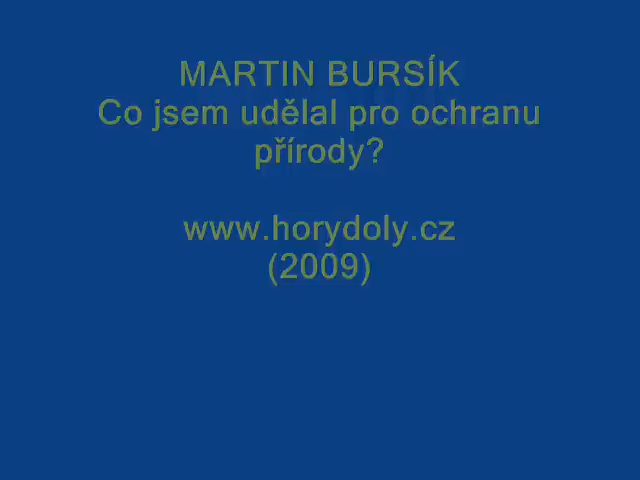 MARTIN BURSÍK
Co jsem udělal pro ochranu
přírody?
www.horydoly.cz
(2009)